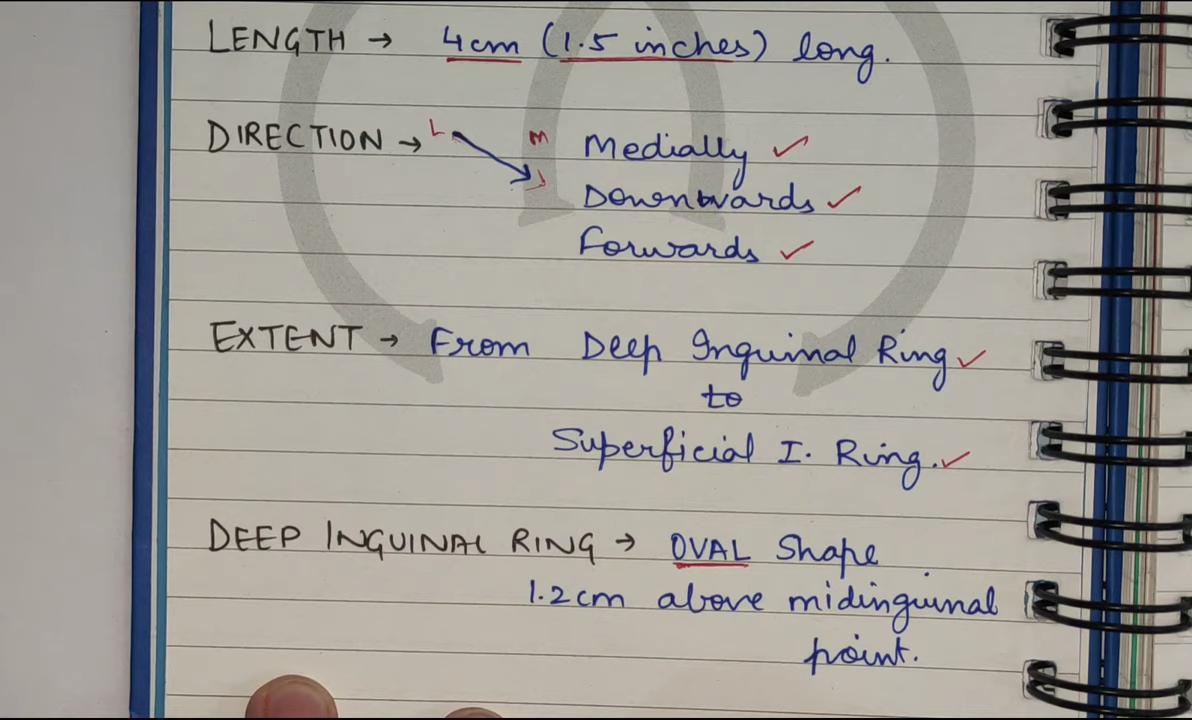 LENGTH → 4cm (1.5 inches) long.
DIRECTION → L M Medially ✓
Downwards ✓
Forwards ✓
EXTENT → From Deep Inguinal Ring ✓
to
Superficial I. Ring. ✓
DEEP INGUINAL RING → OVAL Shape
1.2cm above midinguinal
point.